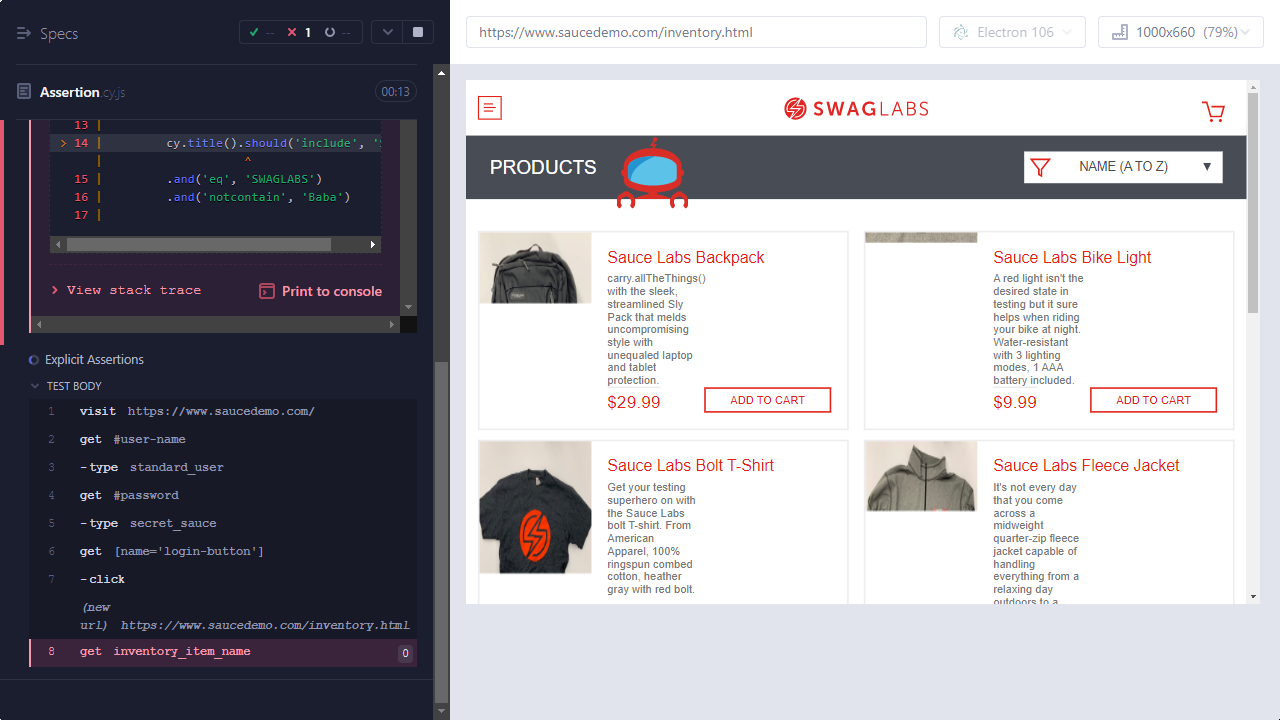 Specs
-- 1 --
https://www.saucedemo.com/inventory.html
Electron 106
1000x660 (79%)
Assertion.cy.js
00:13
13 |
> 14 | cy.title().should('include', '
| ^
15 | .and('eq', 'SWAGLABS')
16 | .and('notcontain', 'Baba')
17 |
View stack trace
Print to console
Explicit Assertions
TEST BODY
1 visit https://www.saucedemo.com/
2 get #user-name
3 -type standard_user
4 get #password
5 -type secret_sauce
6 get [name='login-button']
7 -click
(new
url) https://www.saucedemo.com/inventory.html
8 get inventory_item_name 0
SWAGLABS
PRODUCTS
NAME (A TO Z)
Sauce Labs Backpack
carry.allTheThings()
with the sleek,
streamlined Sly
Pack that melds
uncompromising
style with
unequaled laptop
and tablet
protection.
$29.99
ADD TO CART
Sauce Labs Bike Light
A red light isn't the
desired state in
testing but it sure
helps when riding
your bike at night.
Water-resistant
with 3 lighting
modes, 1 AAA
battery included.
$9.99
ADD TO CART
Sauce Labs Bolt T-Shirt
Get your testing
superhero on with
the Sauce Labs
bolt T-shirt. From
American
Apparel, 100%
ringspun combed
cotton, heather
gray with red bolt.
Sauce Labs Fleece Jacket
It's not every day
that you come
across a
midweight
quarter-zip fleece
jacket capable of
handling
everything from a
relaxing day
outdoors to a